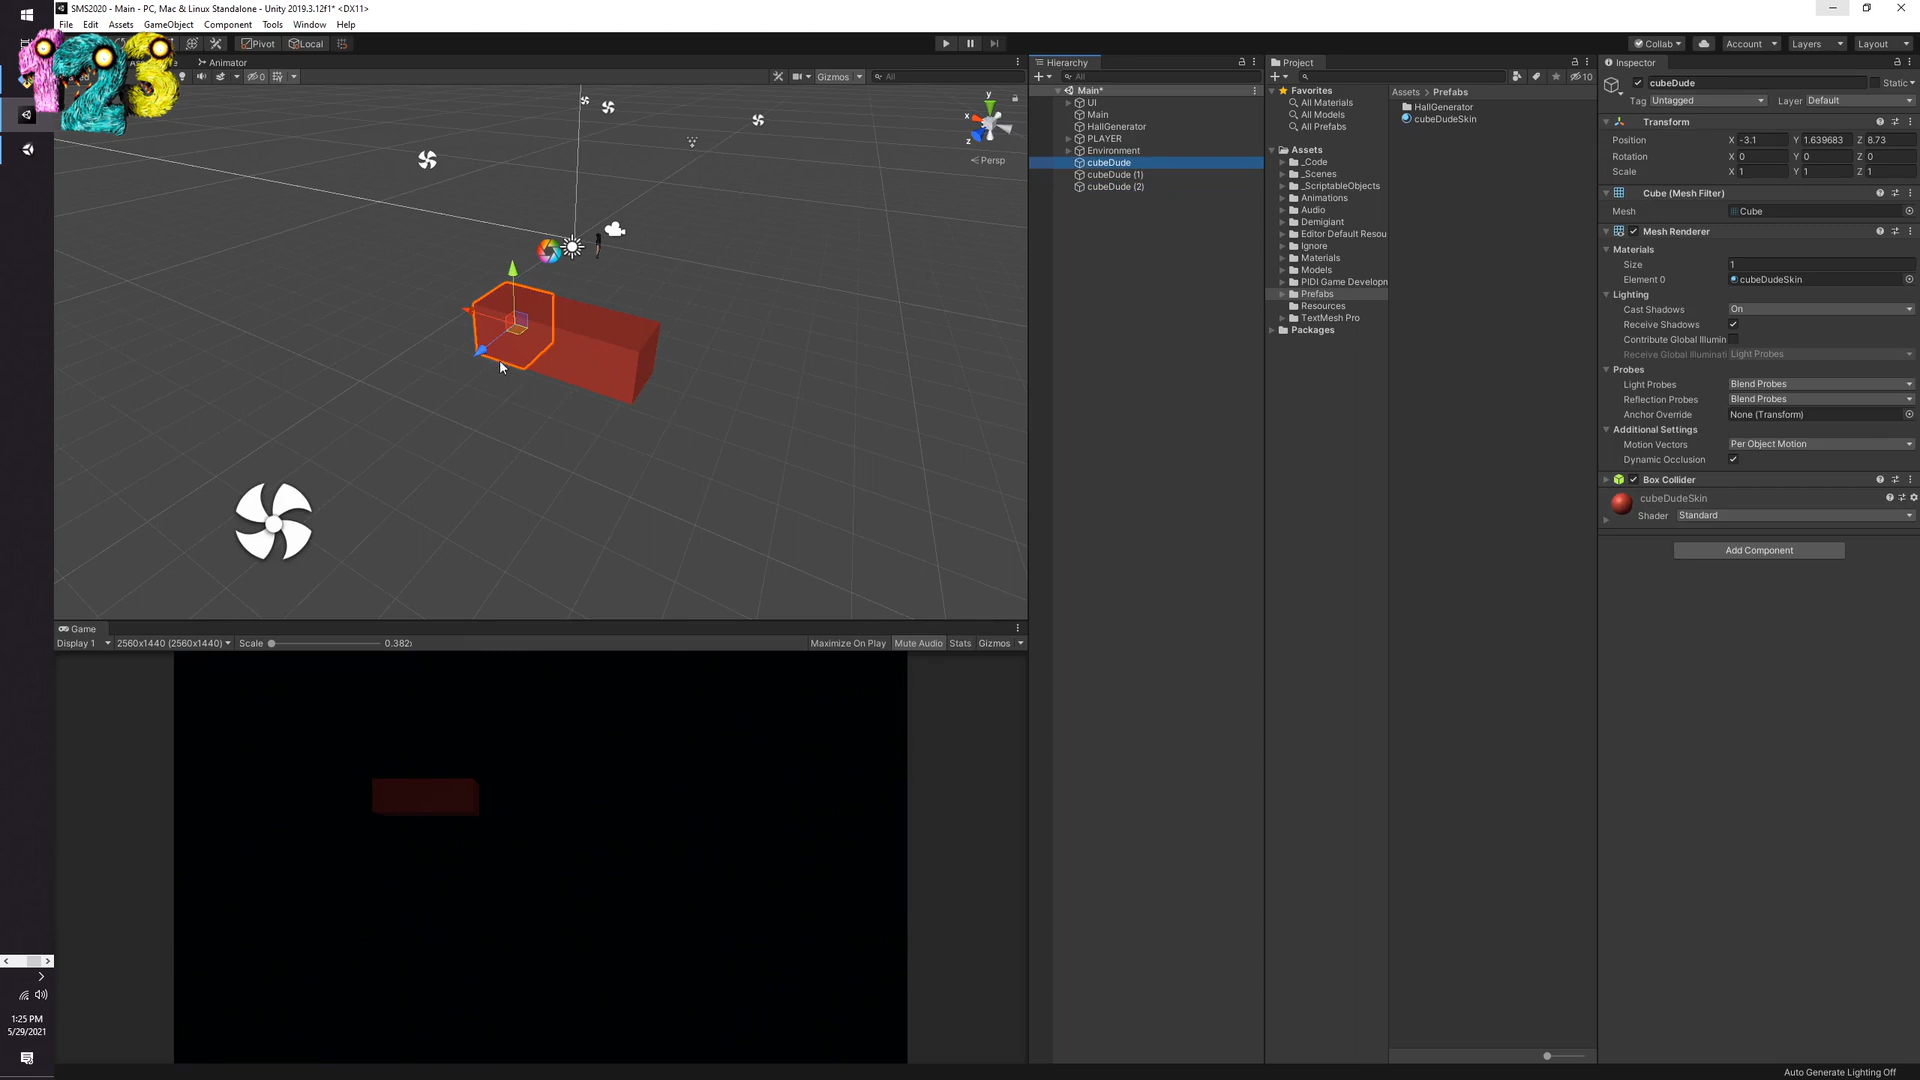 SMS2020 - Main - PC, Mac & Linux Standalone - Unity 2019.3.12f1* <DX11>
File Edit Assets GameObject Component Tools Window Help
123
Pivot Local
Collab Account Layers Layout
Animator
Gizmos All
y
x
z
Persp
Game
Display 1 2560x1440 (2560x1440) Scale 0.382 Maximize On Play Mute Audio Stats Gizmos
Hierarchy
All
Main*
UI
Main
HallGenerator
PLAYER
Environment
cubeDude
cubeDude (1)
cubeDude (2)
Project
10
Favorites
All Materials
All Models
All Prefabs
Assets
_Code
_Scenes
_ScriptableObjects
Animations
Audio
Demigiant
Editor Default Resou
Ignore
Materials
Models
PIDI Game Developn
Prefabs
Resources
TextMesh Pro
Packages
Assets > Prefabs
HallGenerator
cubeDudeSkin
Inspector
cubeDude Static
Tag Untagged Layer Default
Transform
Position X -3.1 Y 1.639683 Z 8.73
Rotation X 0 Y 0 Z 0
Scale X 1 Y 1 Z 1
Cube (Mesh Filter)
Mesh Cube
Mesh Renderer
Materials
Size 1
Element 0 cubeDudeSkin
Lighting
Cast Shadows On
Receive Shadows
Contribute Global Illumin
Receive Global Illuminati Light Probes
Probes
Light Probes Blend Probes
Reflection Probes Blend Probes
Anchor Override None (Transform)
Additional Settings
Motion Vectors Per Object Motion
Dynamic Occlusion
Box Collider
cubeDudeSkin
Shader Standard
Add Component
1:25 PM
5/29/2021
Auto Generate Lighting Off